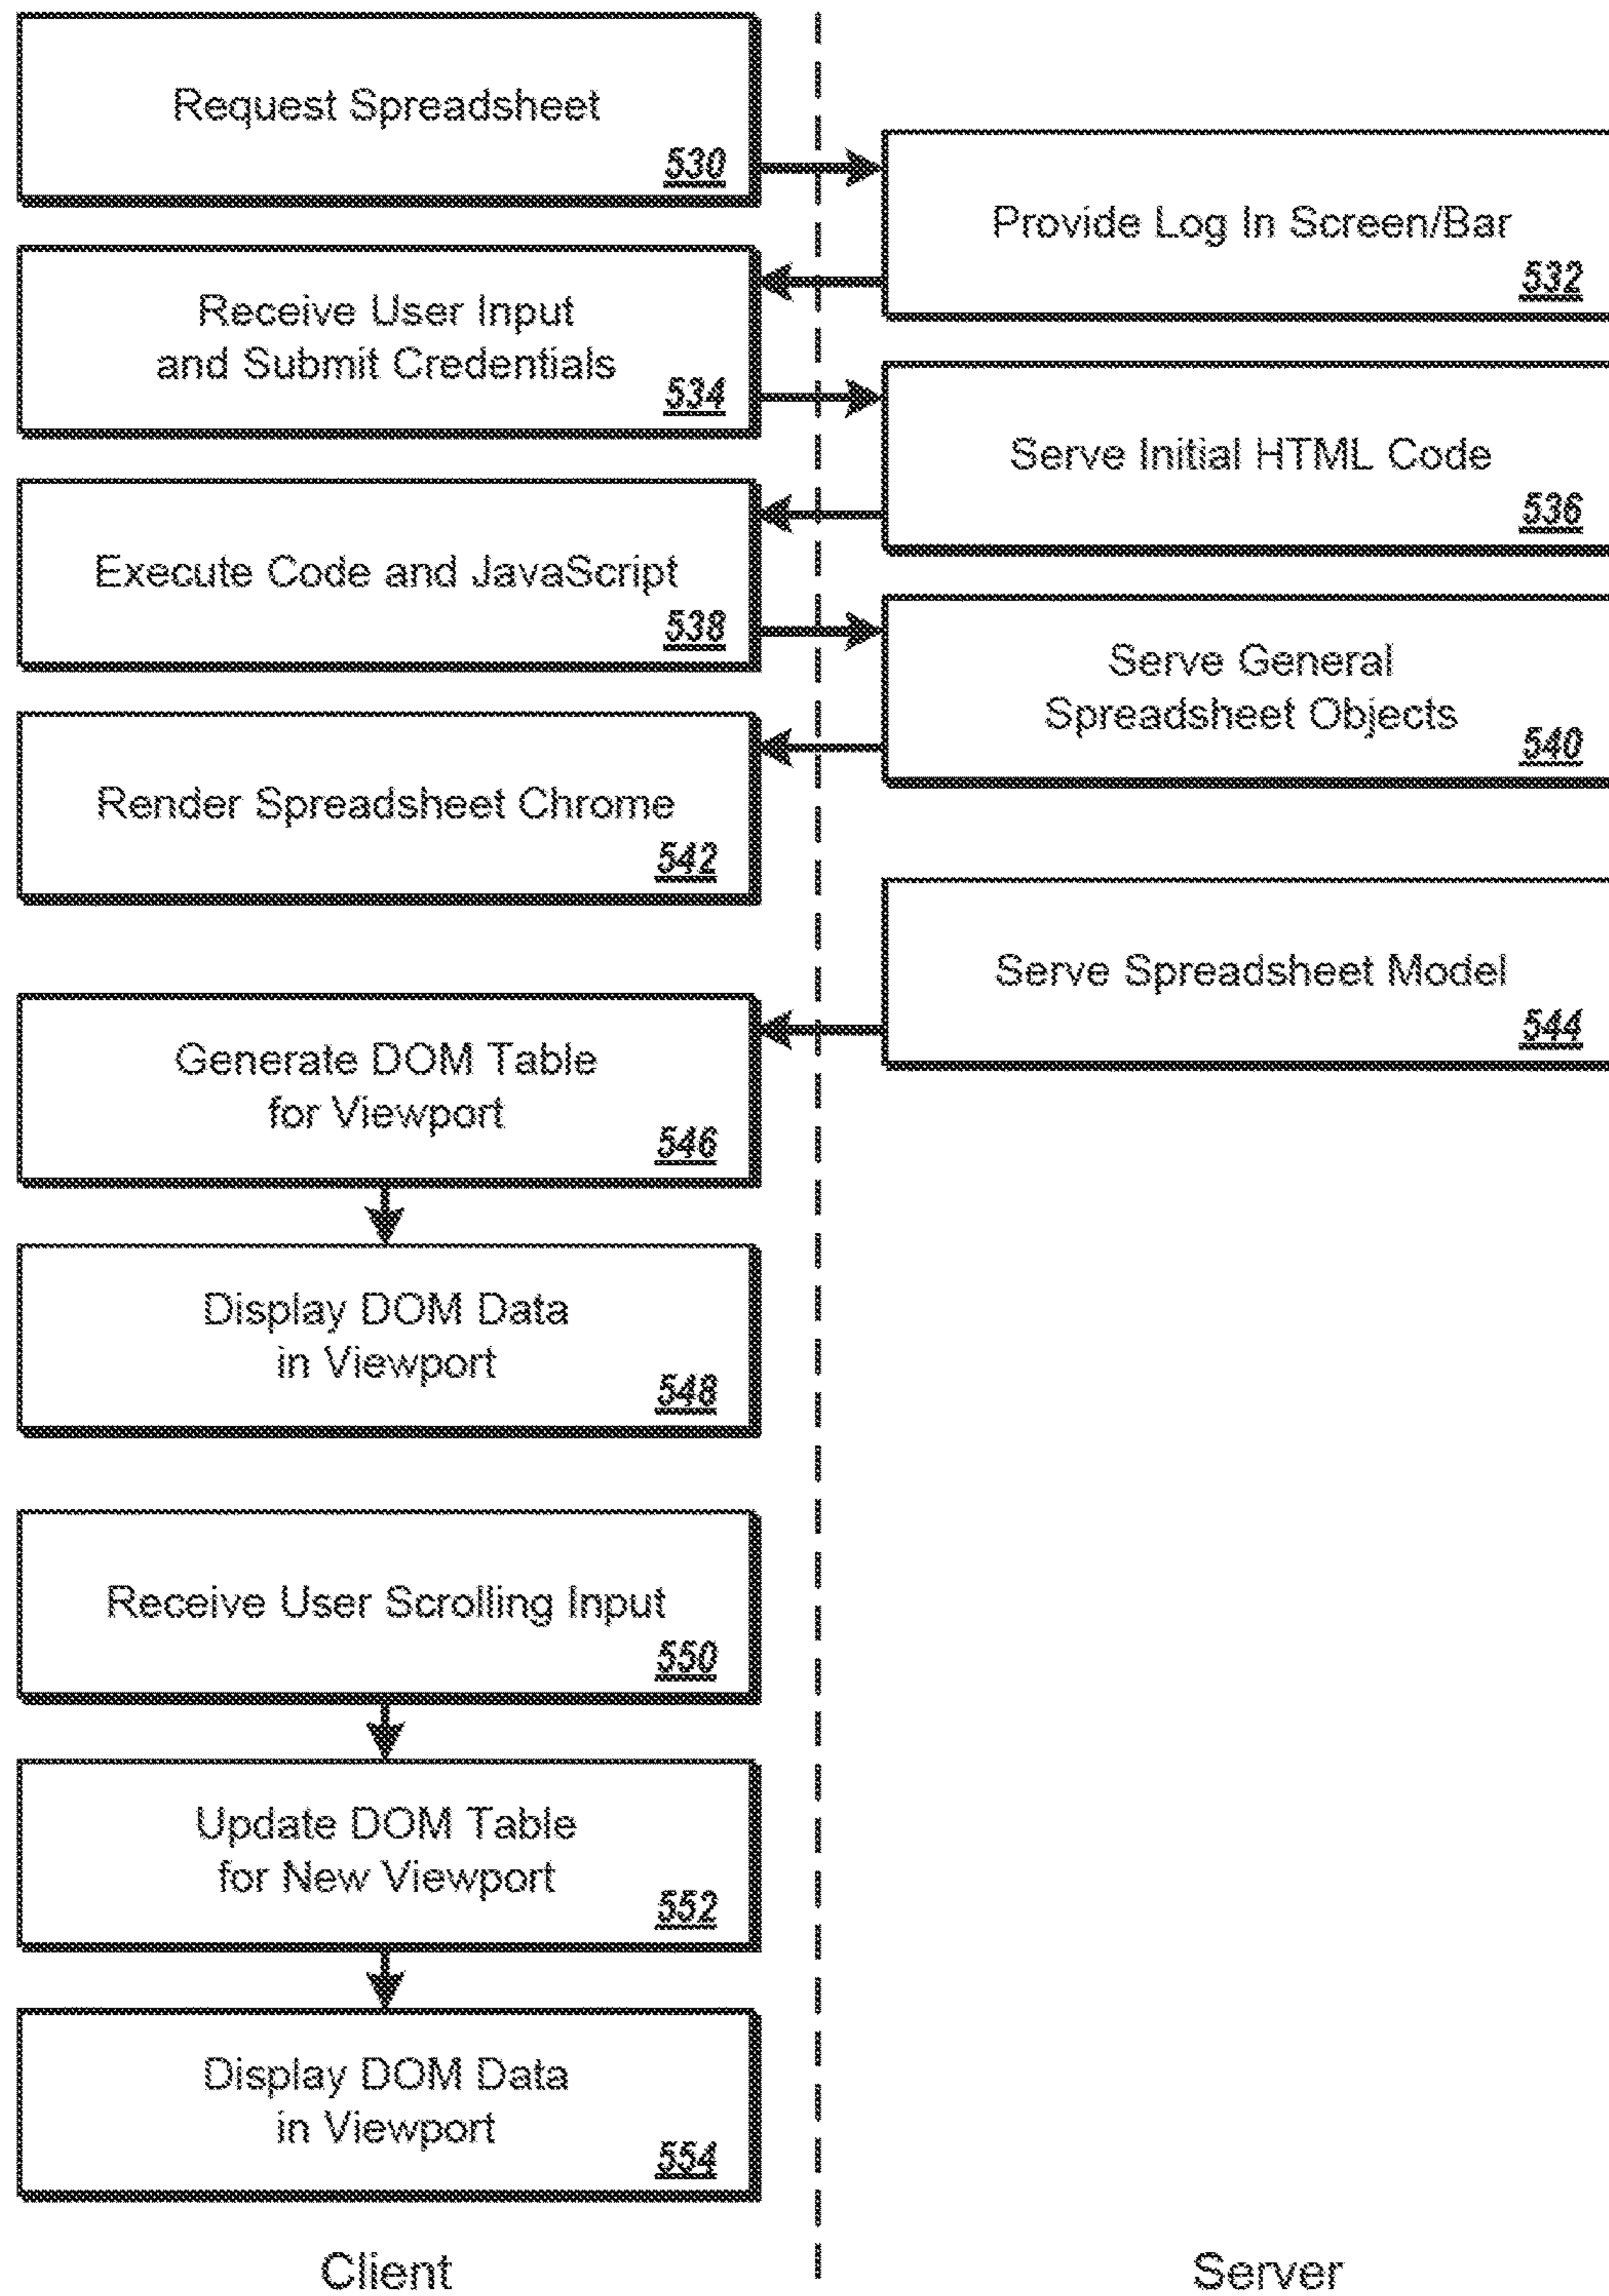 Request Spreadsheet
530
Provide Log In Screen/Bar
532
Receive User Input
and Submit Credentials
534
Serve Initial HTML Code
536
Execute Code and JavaScript
538
Serve General
Spreadsheet Objects
540
Render Spreadsheet Chrome
542
Serve Spreadsheet Model
544
Generate DOM Table
for Viewport
546
Display DOM Data
in Viewport
548
Receive User Scrolling Input
550
Update DOM Table
for New Viewport
552
Display DOM Data
in Viewport
554
Client
Server